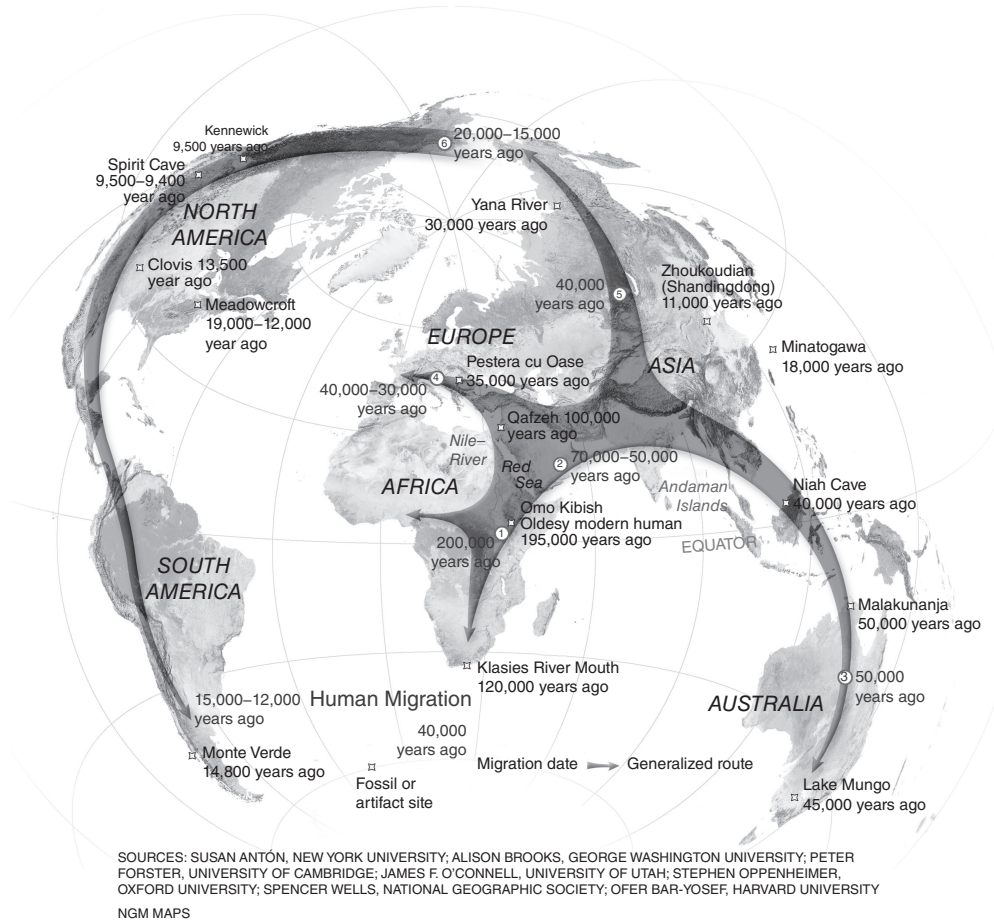 Kennewick
9,500 years ago
Spirit Cave
9,500–9,400
year ago
NORTH
AMERICA
Clovis 13,500
year ago
Meadowcroft
19,000–12,000
year ago
6
20,000–15,000
years ago
Yana River
30,000 years ago
40,000
years ago
5
Zhoukoudian
(Shandingdong)
11,000 years ago
Minatogawa
18,000 years ago
EUROPE
ASIA
Pestera cu Oase
35,000 years ago
4
40,000–30,000
years ago
Qafzeh 100,000
years ago
Nile–
River
Red
Sea
2
70,000–50,000
years ago
Andaman
Islands
Niah Cave
40,000 years ago
AFRICA
Omo Kibish
Oldesy modern human
195,000 years ago
1
200,000
years ago
EQUATOR
SOUTH
AMERICA
Malakunanja
50,000 years ago
Klasies River Mouth
120,000 years ago
3
50,000
years ago
AUSTRALIA
15,000–12,000
years ago
Monte Verde
14,800 years ago
Human Migration
40,000
years ago
Migration date
Generalized route
Fossil or
artifact site
Lake Mungo
45,000 years ago
SOURCES: SUSAN ANTÓN, NEW YORK UNIVERSITY; ALISON BROOKS, GEORGE WASHINGTON UNIVERSITY; PETER
FORSTER, UNIVERSITY OF CAMBRIDGE; JAMES F. O'CONNELL, UNIVERSITY OF UTAH; STEPHEN OPPENHEIMER,
OXFORD UNIVERSITY; SPENCER WELLS, NATIONAL GEOGRAPHIC SOCIETY; OFER BAR-YOSEF, HARVARD UNIVERSITY
NGM MAPS